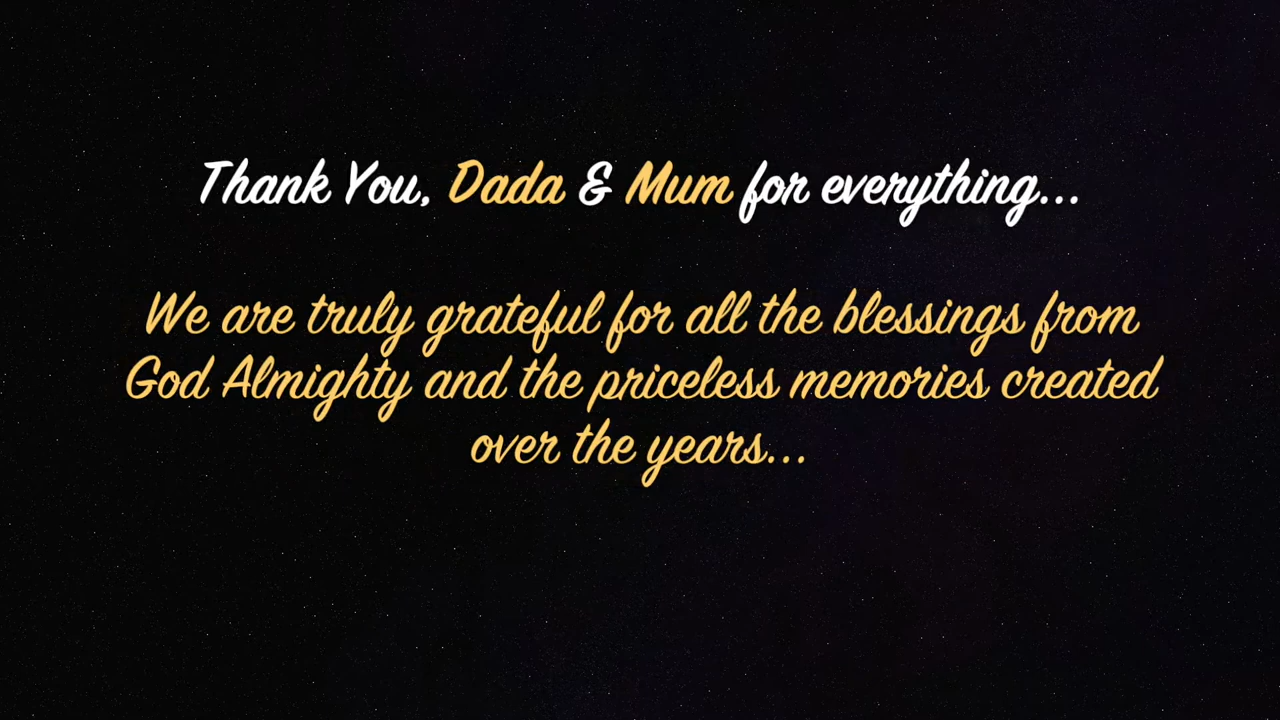 Thank You, Dada & Mum for everything...
We are truly grateful for all the blessings from
God Almighty and the priceless memories created
over the years...